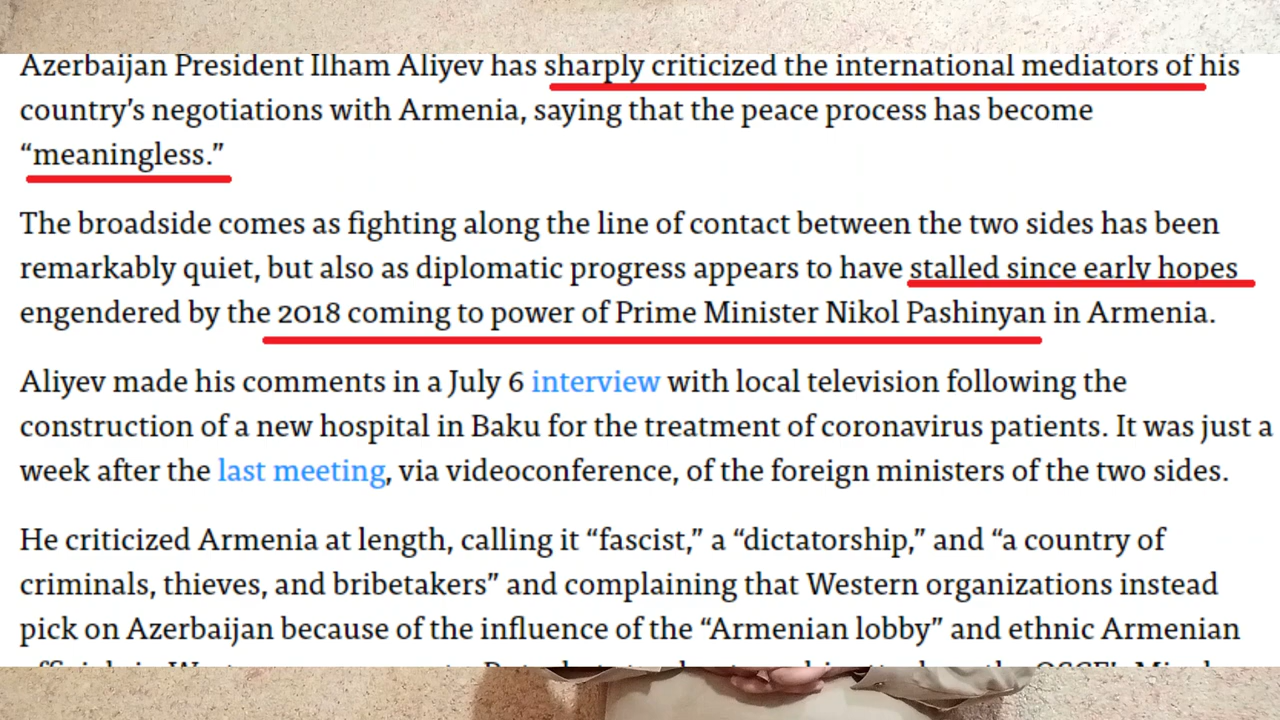 Azerbaijan President Ilham Aliyev has sharply criticized the international mediators of his
country’s negotiations with Armenia, saying that the peace process has become
“meaningless.”
The broadside comes as fighting along the line of contact between the two sides has been
remarkably quiet, but also as diplomatic progress appears to have stalled since early hopes
engendered by the 2018 coming to power of Prime Minister Nikol Pashinyan in Armenia.
Aliyev made his comments in a July 6 interview with local television following the
construction of a new hospital in Baku for the treatment of coronavirus patients. It was just a
week after the last meeting, via videoconference, of the foreign ministers of the two sides.
He criticized Armenia at length, calling it “fascist,” a “dictatorship,” and “a country of
criminals, thieves, and bribetakers” and complaining that Western organizations instead
pick on Azerbaijan because of the influence of the “Armenian lobby” and ethnic Armenian